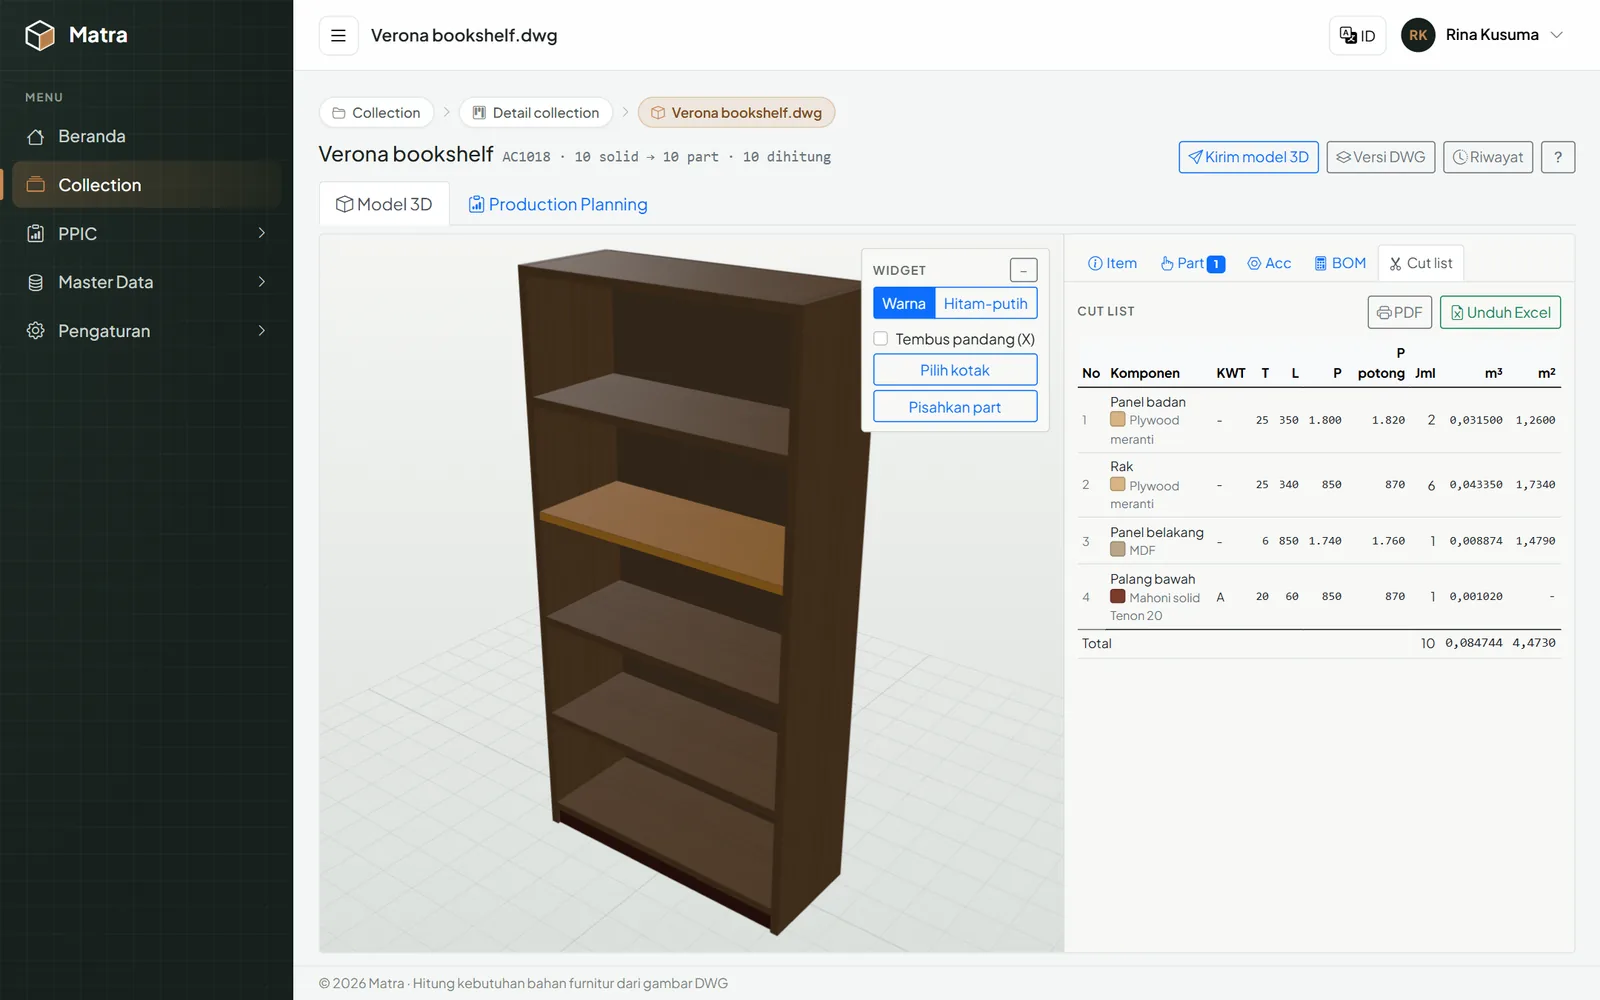 Matra
Verona bookshelf.dwg
ID
RK
Rina Kusuma
MENU
Beranda
Collection
PPIC
Master Data
Pengaturan
Collection
Detail collection
Verona bookshelf.dwg
Verona bookshelf AC1018 · 10 solid → 10 part · 10 dihitung
Kirim model 3D
Versi DWG
Riwayat
?
Model 3D
Production Planning
WIDGET
–
Warna
Hitam-putih
Tembus pandang (X)
Pilih kotak
Pisahkan part
Item
Part 1
Acc
BOM
Cut list
CUT LIST
PDF
Unduh Excel
No Komponen KWT T L P P potong Jml m³ m²
1 Panel badan - 25 350 1.800 1.820 2 0,031500 1,2600
Plywood meranti
2 Rak - 25 340 850 870 6 0,043350 1,7340
Plywood meranti
3 Panel belakang - 6 850 1.740 1.760 1 0,008874 1,4790
MDF
4 Palang bawah A 20 60 850 870 1 0,001020 -
Mahoni solid
Tenon 20
Total 10 0,084744 4,4730
© 2026 Matra · Hitung kebutuhan bahan furnitur dari gambar DWG